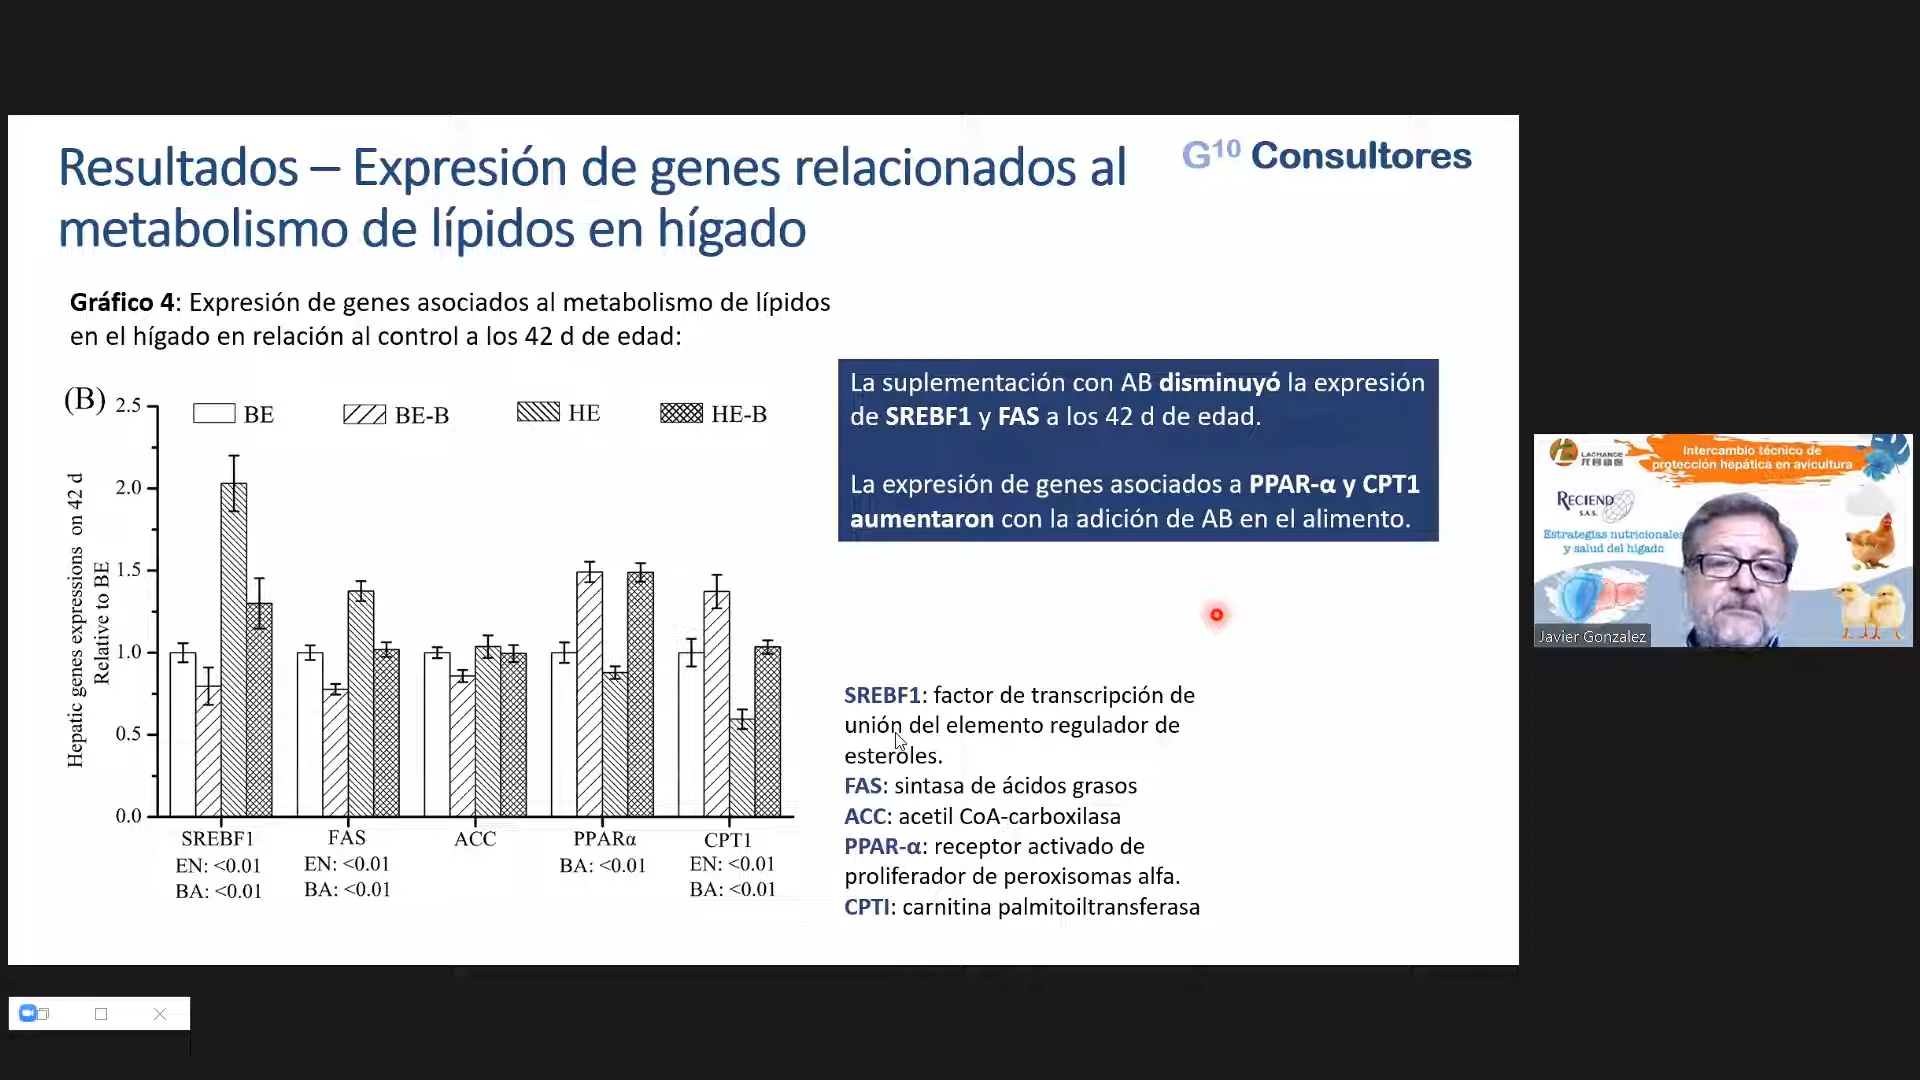 Resultados – Expresión de genes relacionados al
metabolismo de lípidos en hígado
G10 Consultores
Gráfico 4: Expresión de genes asociados al metabolismo de lípidos
en el hígado en relación al control a los 42 d de edad:
(B)
BE
BE-B
HE
HE-B
Hepatic genes expressions on 42 d
Relative to BE
2.5
2.0
1.5
1.0
0.5
0.0
SREBF1
EN: <0.01
BA: <0.01
FAS
EN: <0.01
BA: <0.01
ACC
PPARα
BA: <0.01
CPT1
EN: <0.01
BA: <0.01
La suplementación con AB disminuyó la expresión
de SREBF1 y FAS a los 42 d de edad.
La expresión de genes asociados a PPAR-α y CPT1
aumentaron con la adición de AB en el alimento.
SREBF1: factor de transcripción de
unión del elemento regulador de
esteroles.
FAS: sintasa de ácidos grasos
ACC: acetil CoA-carboxilasa
PPAR-α: receptor activado de
proliferador de peroxisomas alfa.
CPTI: carnitina palmitoiltransferasa
LACHANCE
Intercambio técnico de
protección hepática en avicultura
RECIEND
S.A.S.
Estrategias nutricionales
y salud del hígado
Javier Gonzalez